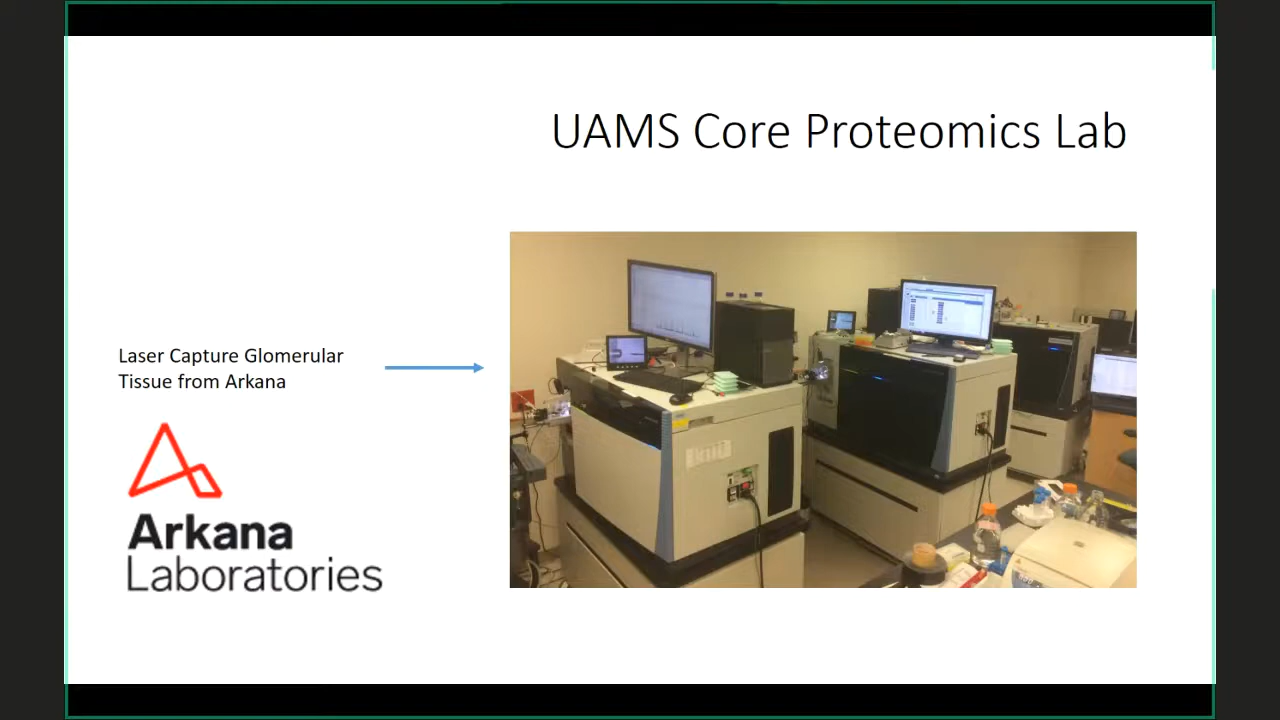 UAMS Core Proteomics Lab
Laser Capture Glomerular
Tissue from Arkana
Arkana
Laboratories